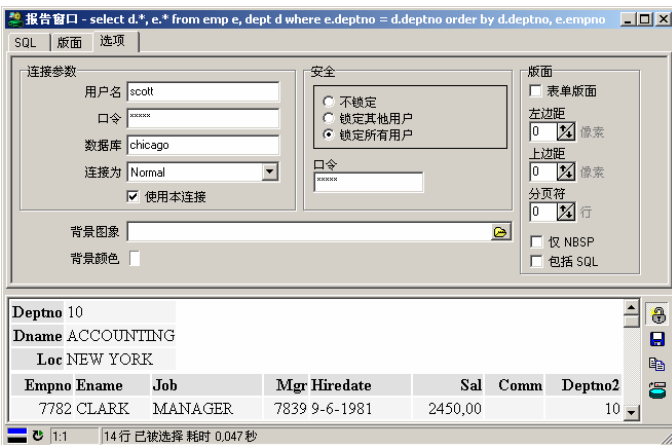 报告窗口 - select d.*, e.* from emp e, dept d where e.deptno = d.deptno order by d.deptno, e.empno
SQL 版面 选项
连接参数
用户名 scott
口令 *****
数据库 chicago
连接为 Normal
使用本连接
安全
不锁定
锁定其他用户
锁定所有用户
口令
*****
版面
表单版面
左边距
0 像素
上边距
0 像素
分页符
0 行
仅 NBSP
包括 SQL
背景图象
背景颜色
Deptno 10
Dname ACCOUNTING
Loc NEW YORK
Empno Ename Job Mgr Hiredate Sal Comm Deptno2
7782 CLARK MANAGER 7839 9-6-1981 2450,00 10
1:1 14 行 已被选择 耗时 0,047 秒